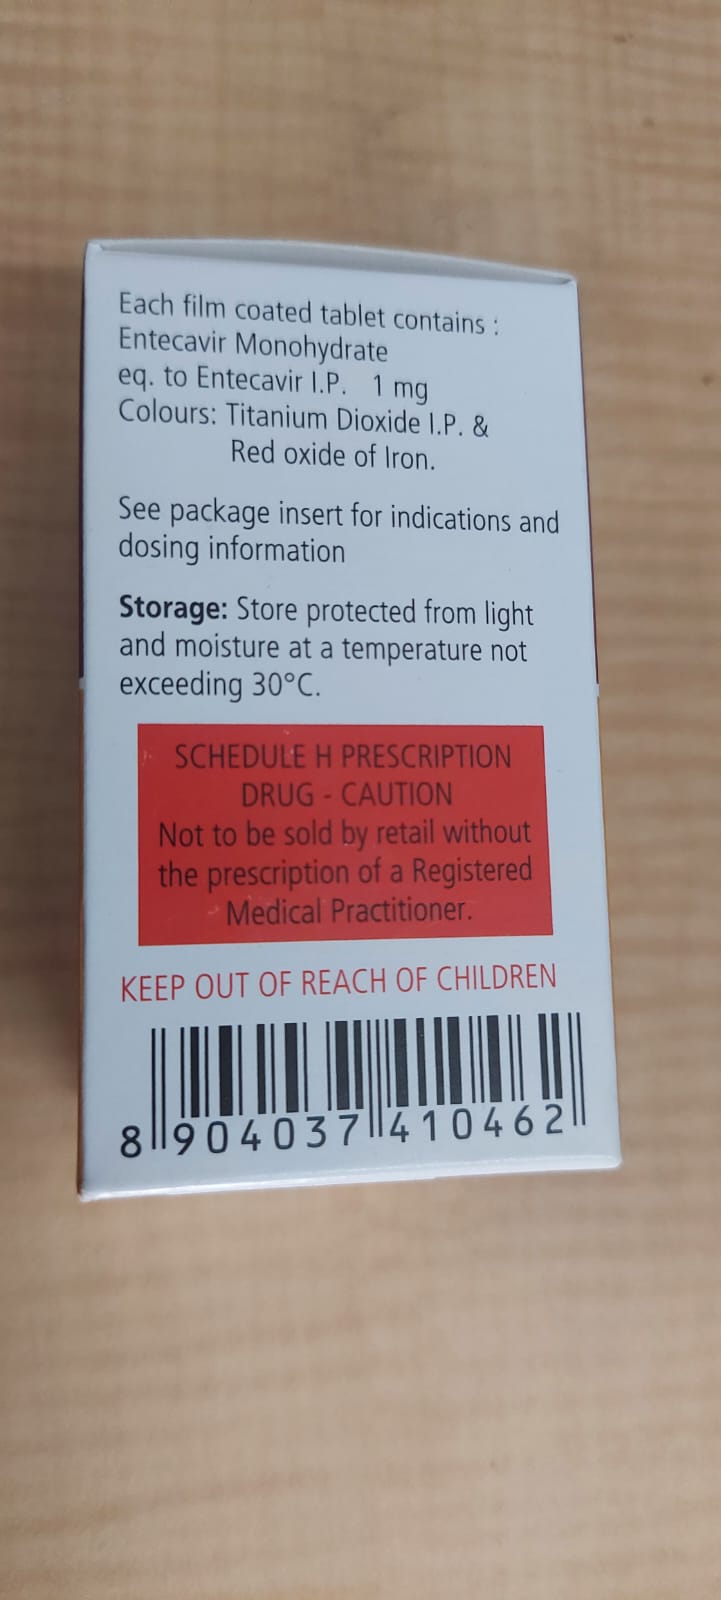 Each film coated tablet contains :
Entecavir Monohydrate
eq. to Entecavir I.P. 1 mg
Colours: Titanium Dioxide I.P. &
Red oxide of Iron.
See package insert for indications and
dosing information
Storage: Store protected from light
and moisture at a temperature not
exceeding 30°C.
SCHEDULE H PRESCRIPTION
DRUG - CAUTION
Not to be sold by retail without
the prescription of a Registered
Medical Practitioner.
KEEP OUT OF REACH OF CHILDREN
8 904037 410462